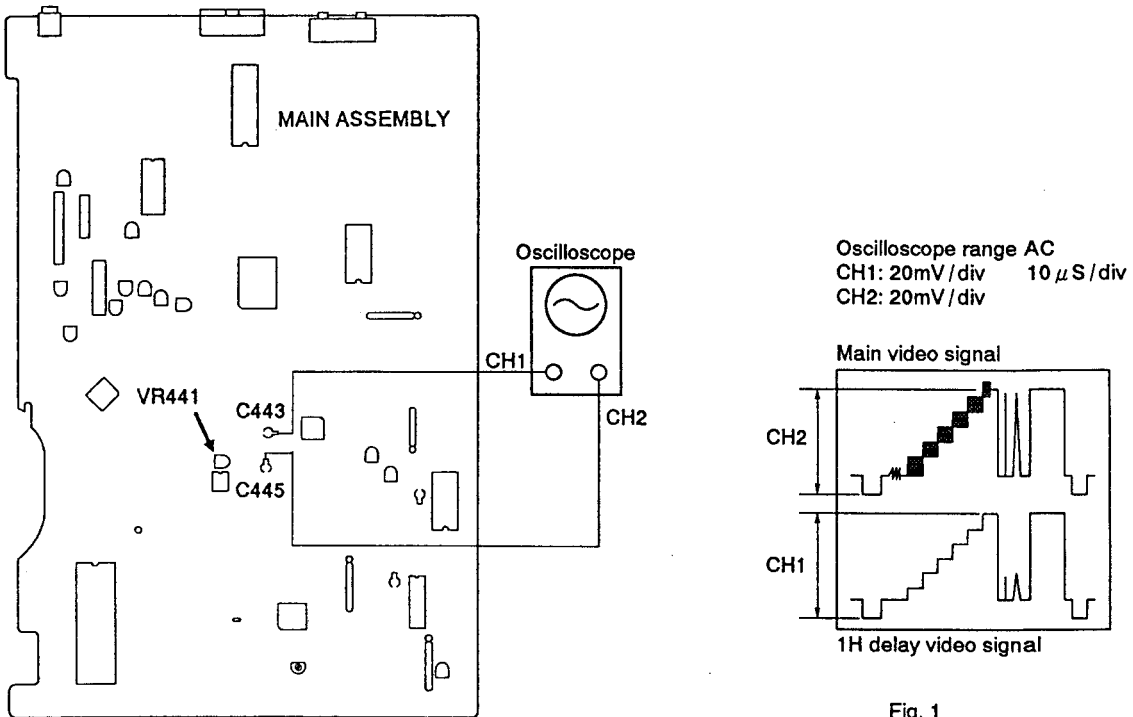 MAIN ASSEMBLY
Oscilloscope
CH1
CH2
VR441
C443
C445
Oscilloscope range AC
CH1: 20mV/div 10 μS/div
CH2: 20mV/div
Main video signal
CH2
CH1
1H delay video signal
Fig. 1